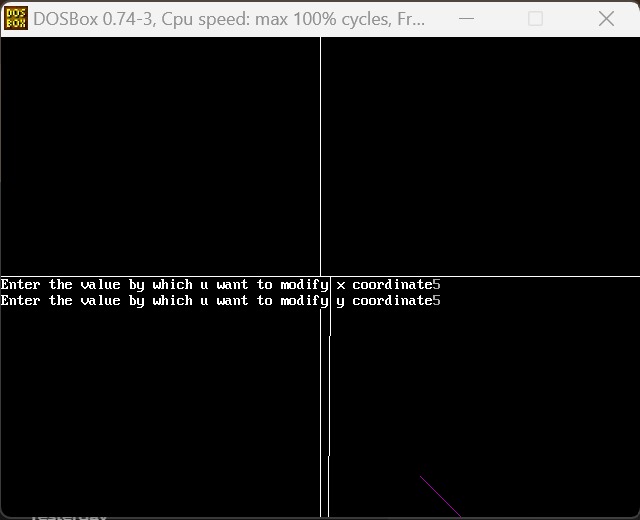 DOS
BOX
DOSBox 0.74-3, Cpu speed: max 100% cycles, Fr...
Enter the value by which u want to modify x coordinate5
Enter the value by which u want to modify y coordinate5
Yesterday